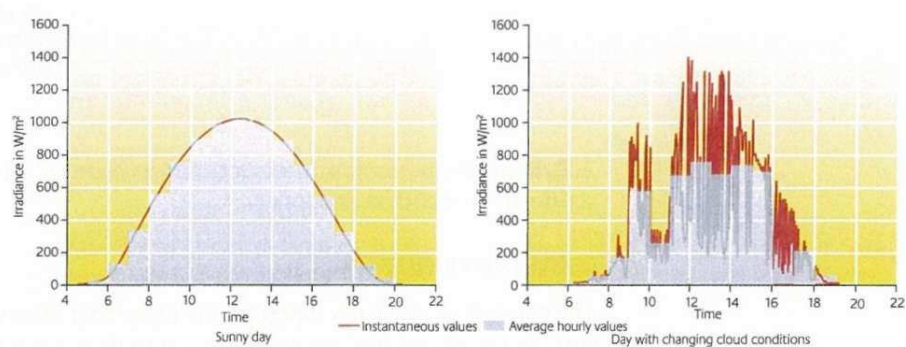 1600
1400
1200
1000
800
600
400
200
0
Irradiance in W/m²
4 6 8 10 12 14 16 18 20 22
Time
Sunny day
1600
1400
1200
1000
800
600
400
200
0
Irradiance in W/m²
4 6 8 10 12 14 16 18 20 22
Time
Day with changing cloud conditions
Instantaneous values
Average hourly values